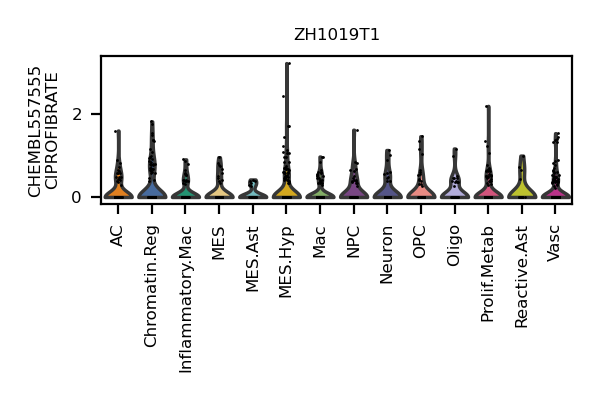 ZH1019T1
CHEMBL557555
CIPROFIBRATE
2
0
AC
Chromatin.Reg
Inflammatory.Mac
MES
MES.Ast
MES.Hyp
Mac
NPC
Neuron
OPC
Oligo
Prolif.Metab
Reactive.Ast
Vasc